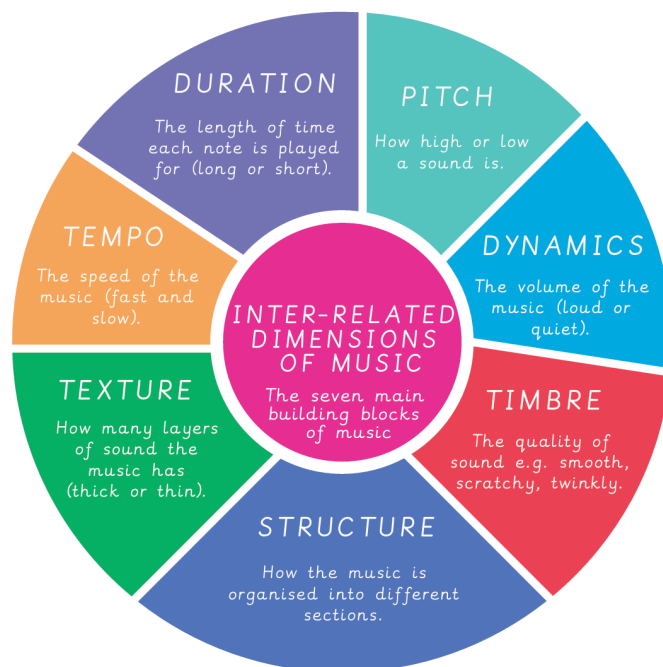 DURATION
The length of time
each note is played
for (long or short).
PITCH
How high or low
a sound is.
DYNAMICS
The volume of the
music (loud or
quiet).
TIMBRE
The quality of
sound e.g. smooth,
scratchy, twinkly.
STRUCTURE
How the music is
organised into different
sections.
TEXTURE
How many layers
of sound the
music has
(thick or thin).
TEMPO
The speed of the
music (fast and
slow).
INTER-RELATED
DIMENSIONS
OF MUSIC
The seven main
building blocks
of music